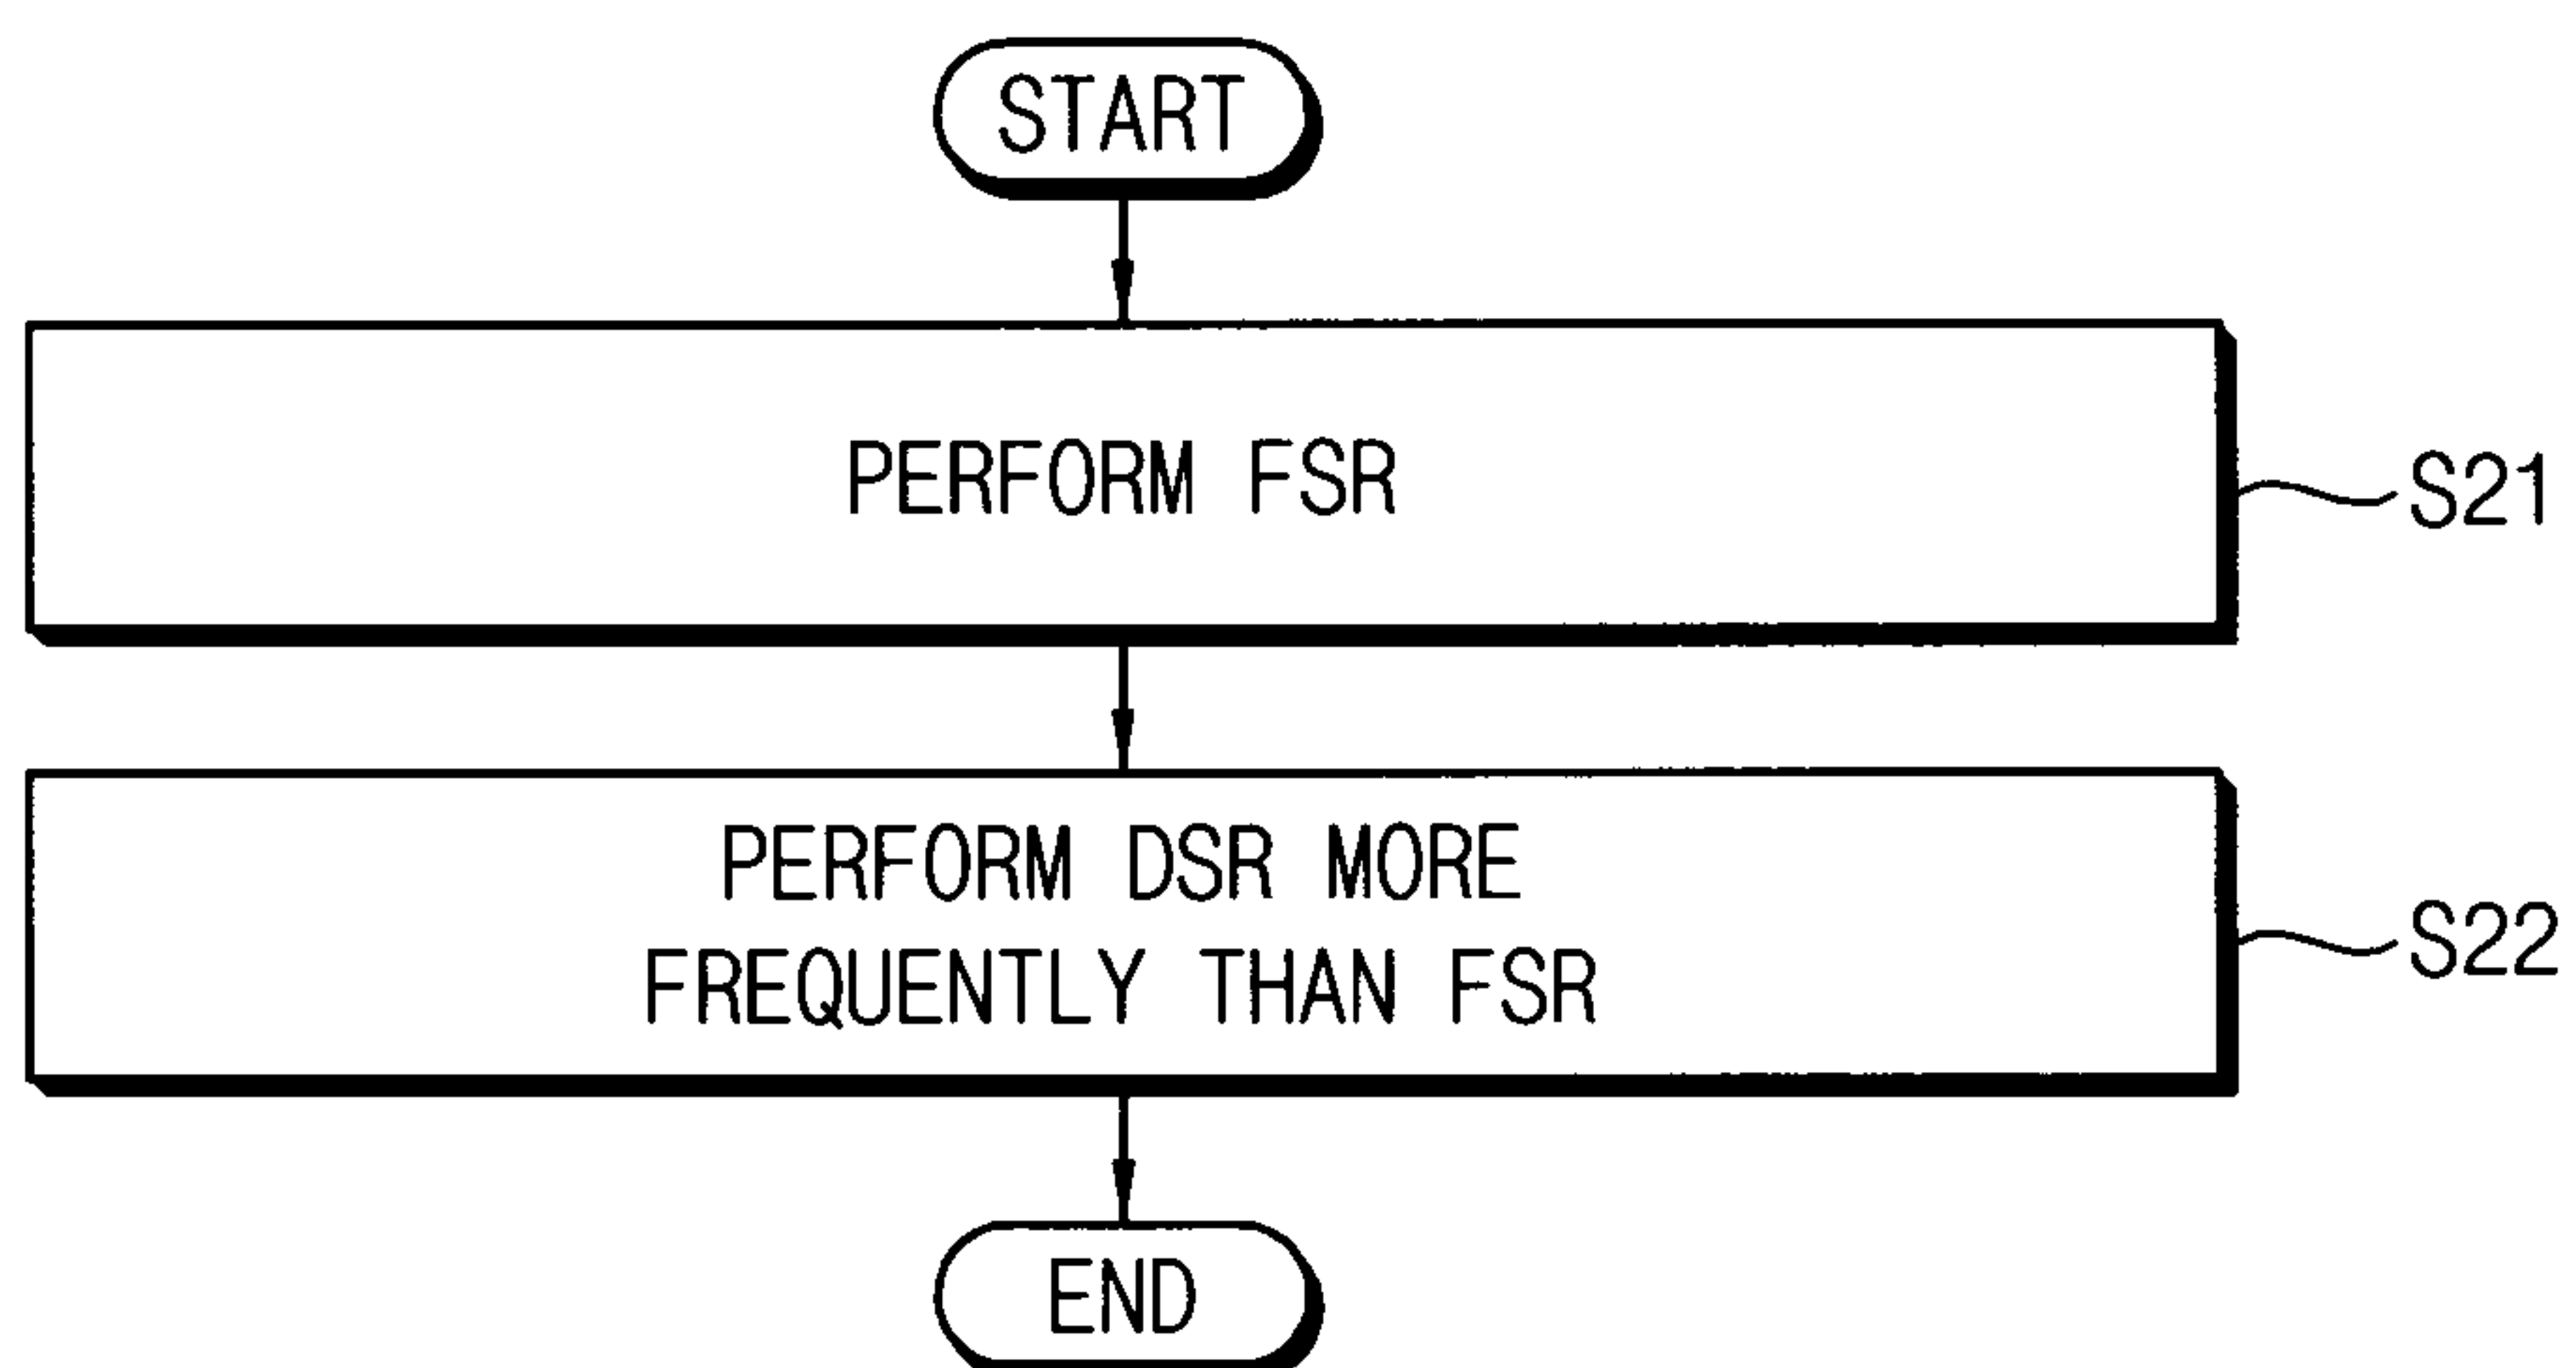 START
PERFORM FSR
S21
PERFORM DSR MORE
FREQUENTLY THAN FSR
S22
END